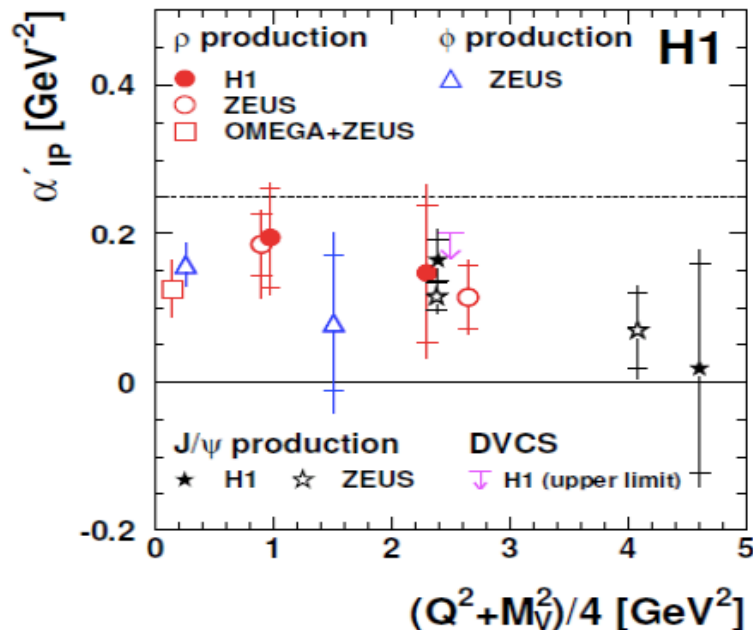 ρ production
φ production
H1
H1
ZEUS
ZEUS
OMEGA+ZEUS
α′IP [GeV-2]
0.4
0.2
0
-0.2
J/ψ production
DVCS
H1
ZEUS
H1 (upper limit)
0 1 2 3 4 5
(Q2+M2V)/4 [GeV2]